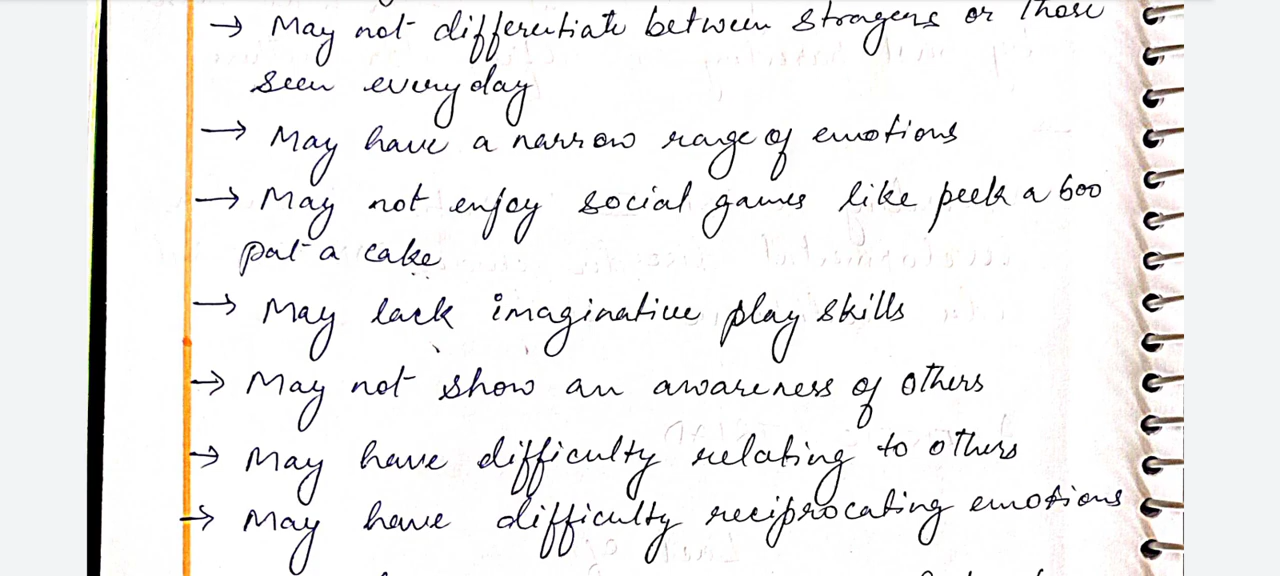 → May not differentiate between stragers or those
seen everyday
→ May have a narrow range of emotions
→ May not enjoy social games like peek a boo
pat a cake
→ May lack imaginative play skills
→ May not show an awareness of others
→ May have difficulty relating to others
→ May have difficulty reciprocating emotions